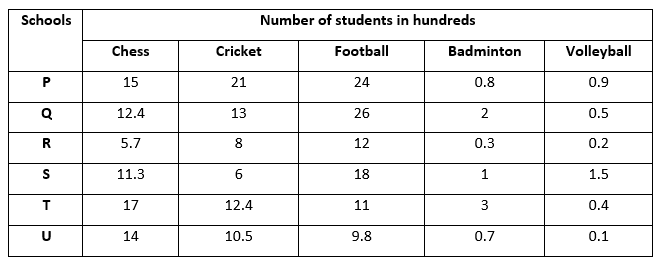 Schools Number of students in hundreds
Chess Cricket Football Badminton Volleyball
P 15 21 24 0.8 0.9
Q 12.4 13 26 2 0.5
R 5.7 8 12 0.3 0.2
S 11.3 6 18 1 1.5
T 17 12.4 11 3 0.4
U 14 10.5 9.8 0.7 0.1